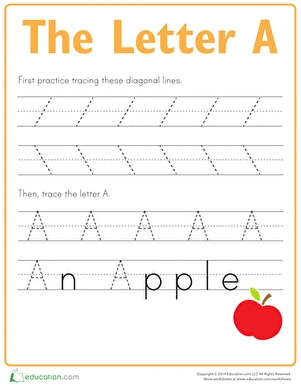 The Letter A
First practice tracing these diagonal lines.
Then, trace the letter A.
A A A A A
An Apple
education.com
Copyright © 2014 Education.com LLC All Rights Reserved
More worksheets at www.education.com/worksheets